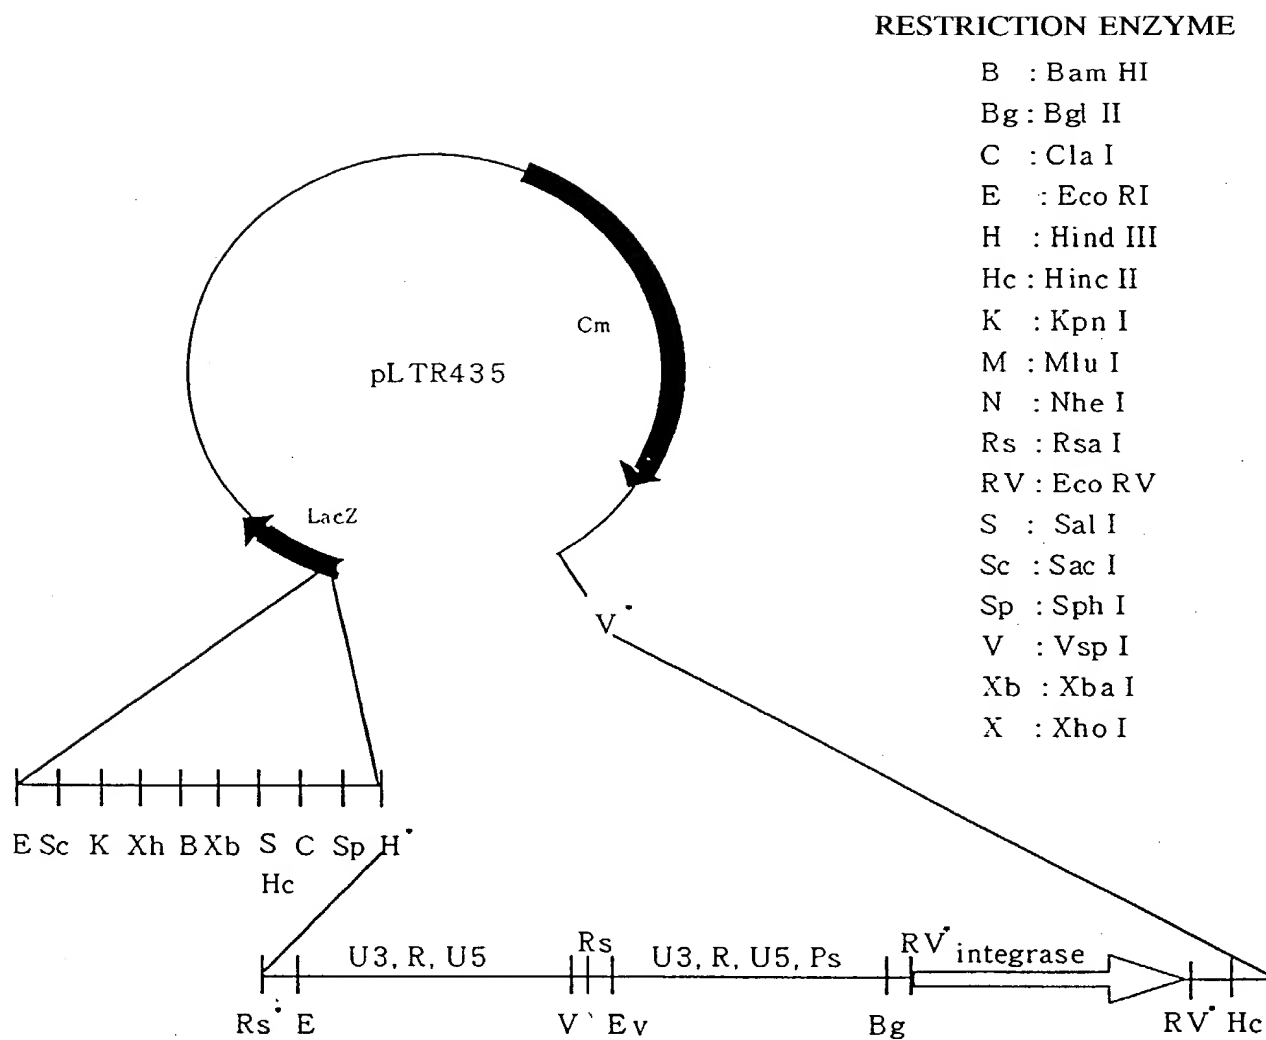 RESTRICTION ENZYME
B : Bam HI
Bg : Bgl II
C : Cla I
E : Eco RI
H : Hind III
Hc : Hinc II
K : Kpn I
M : Mlu I
N : Nhe I
Rs : Rsa I
RV : Eco RV
S : Sal I
Sc : Sac I
Sp : Sph I
V : Vsp I
Xb : Xba I
X : Xho I
Cm
pLTR435
LacZ
V*
E Sc K Xh B Xb S C Sp H*
Hc
U3, R, U5 Rs U3, R, U5, Ps RV* integrase
Rs* E V* Ev Bg RV* Hc